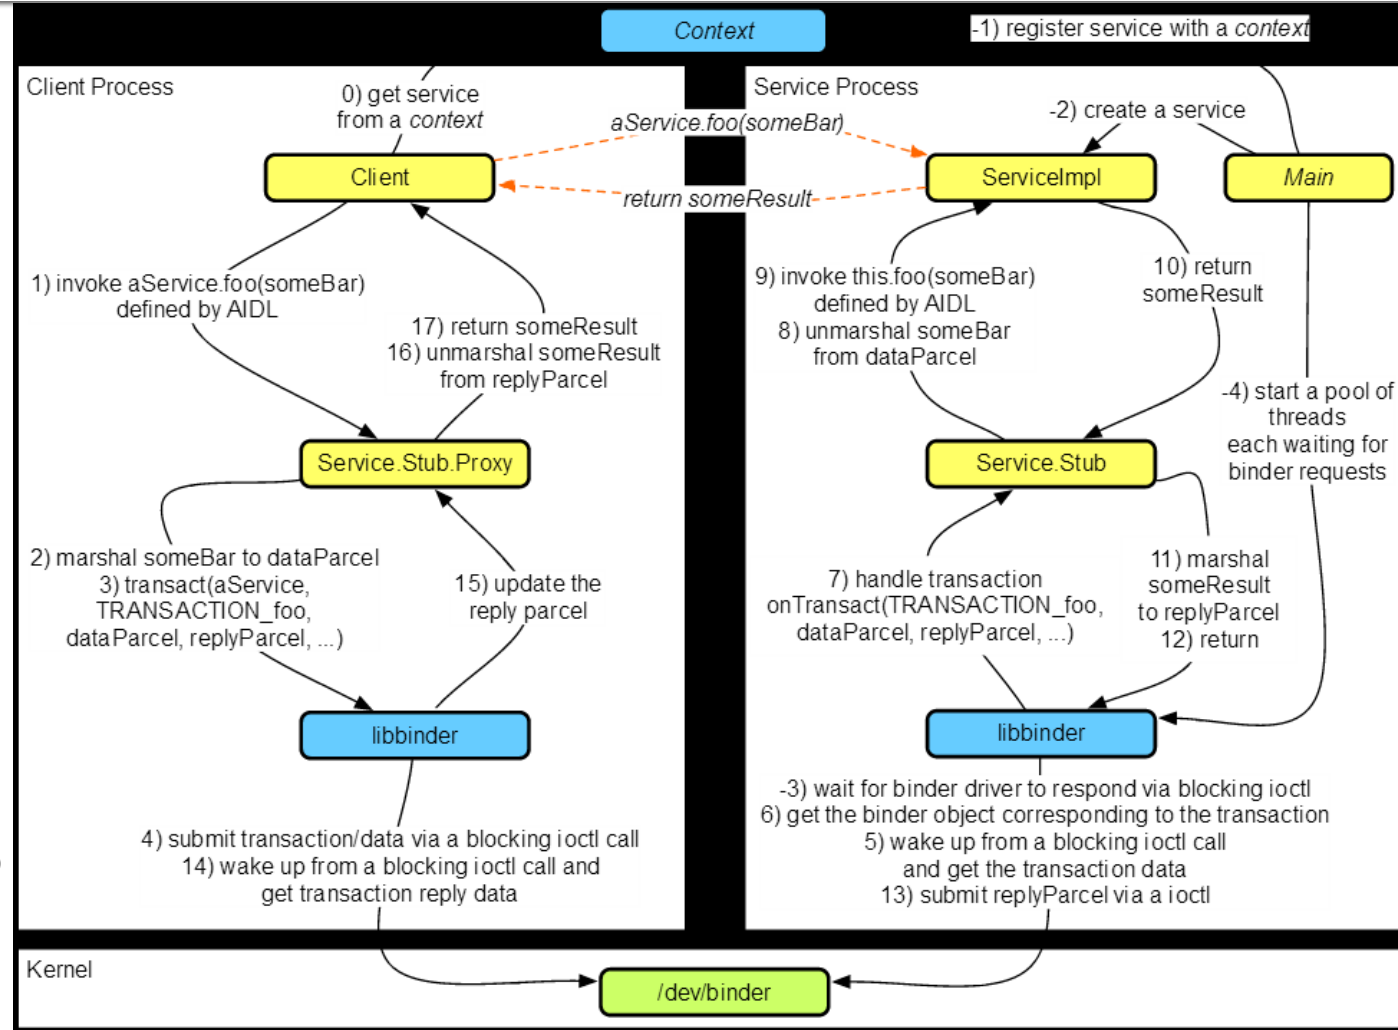 Context
-1) register service with a context
Client Process
0) get service
from a context
Service Process
-2) create a service
aService.foo(someBar)
Client
ServiceImpl
Main
return someResult
1) invoke aService.foo(someBar)
defined by AIDL
17) return someResult
16) unmarshal someResult
from replyParcel
9) invoke this.foo(someBar)
defined by AIDL
8) unmarshal someBar
from dataParcel
10) return
someResult
-4) start a pool of
threads
each waiting for
binder requests
Service.Stub.Proxy
Service.Stub
2) marshal someBar to dataParcel
3) transact(aService,
TRANSACTION_foo,
dataParcel, replyParcel, ...)
15) update the
reply parcel
7) handle transaction
onTransact(TRANSACTION_foo,
dataParcel, replyParcel, ...)
11) marshal
someResult
to replyParcel
12) return
libbinder
libbinder
4) submit transaction/data via a blocking ioctl call
14) wake up from a blocking ioctl call and
get transaction reply data
-3) wait for binder driver to respond via blocking ioctl
6) get the binder object corresponding to the transaction
5) wake up from a blocking ioctl call
and get the transaction data
13) submit replyParcel via a ioctl
Kernel
/dev/binder